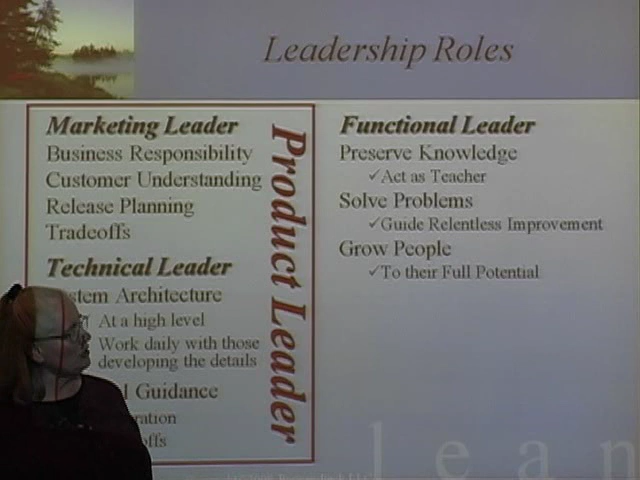 Leadership Roles
Marketing Leader
Business Responsibility
Customer Understanding
Release Planning
Tradeoffs
Technical Leader
stem Architecture
At a high level
Work daily with those
developing the details
l Guidance
ration
offs
Product Leader
Functional Leader
Preserve Knowledge
✓Act as Teacher
Solve Problems
✓Guide Relentless Improvement
Grow People
✓To their Full Potential
lean